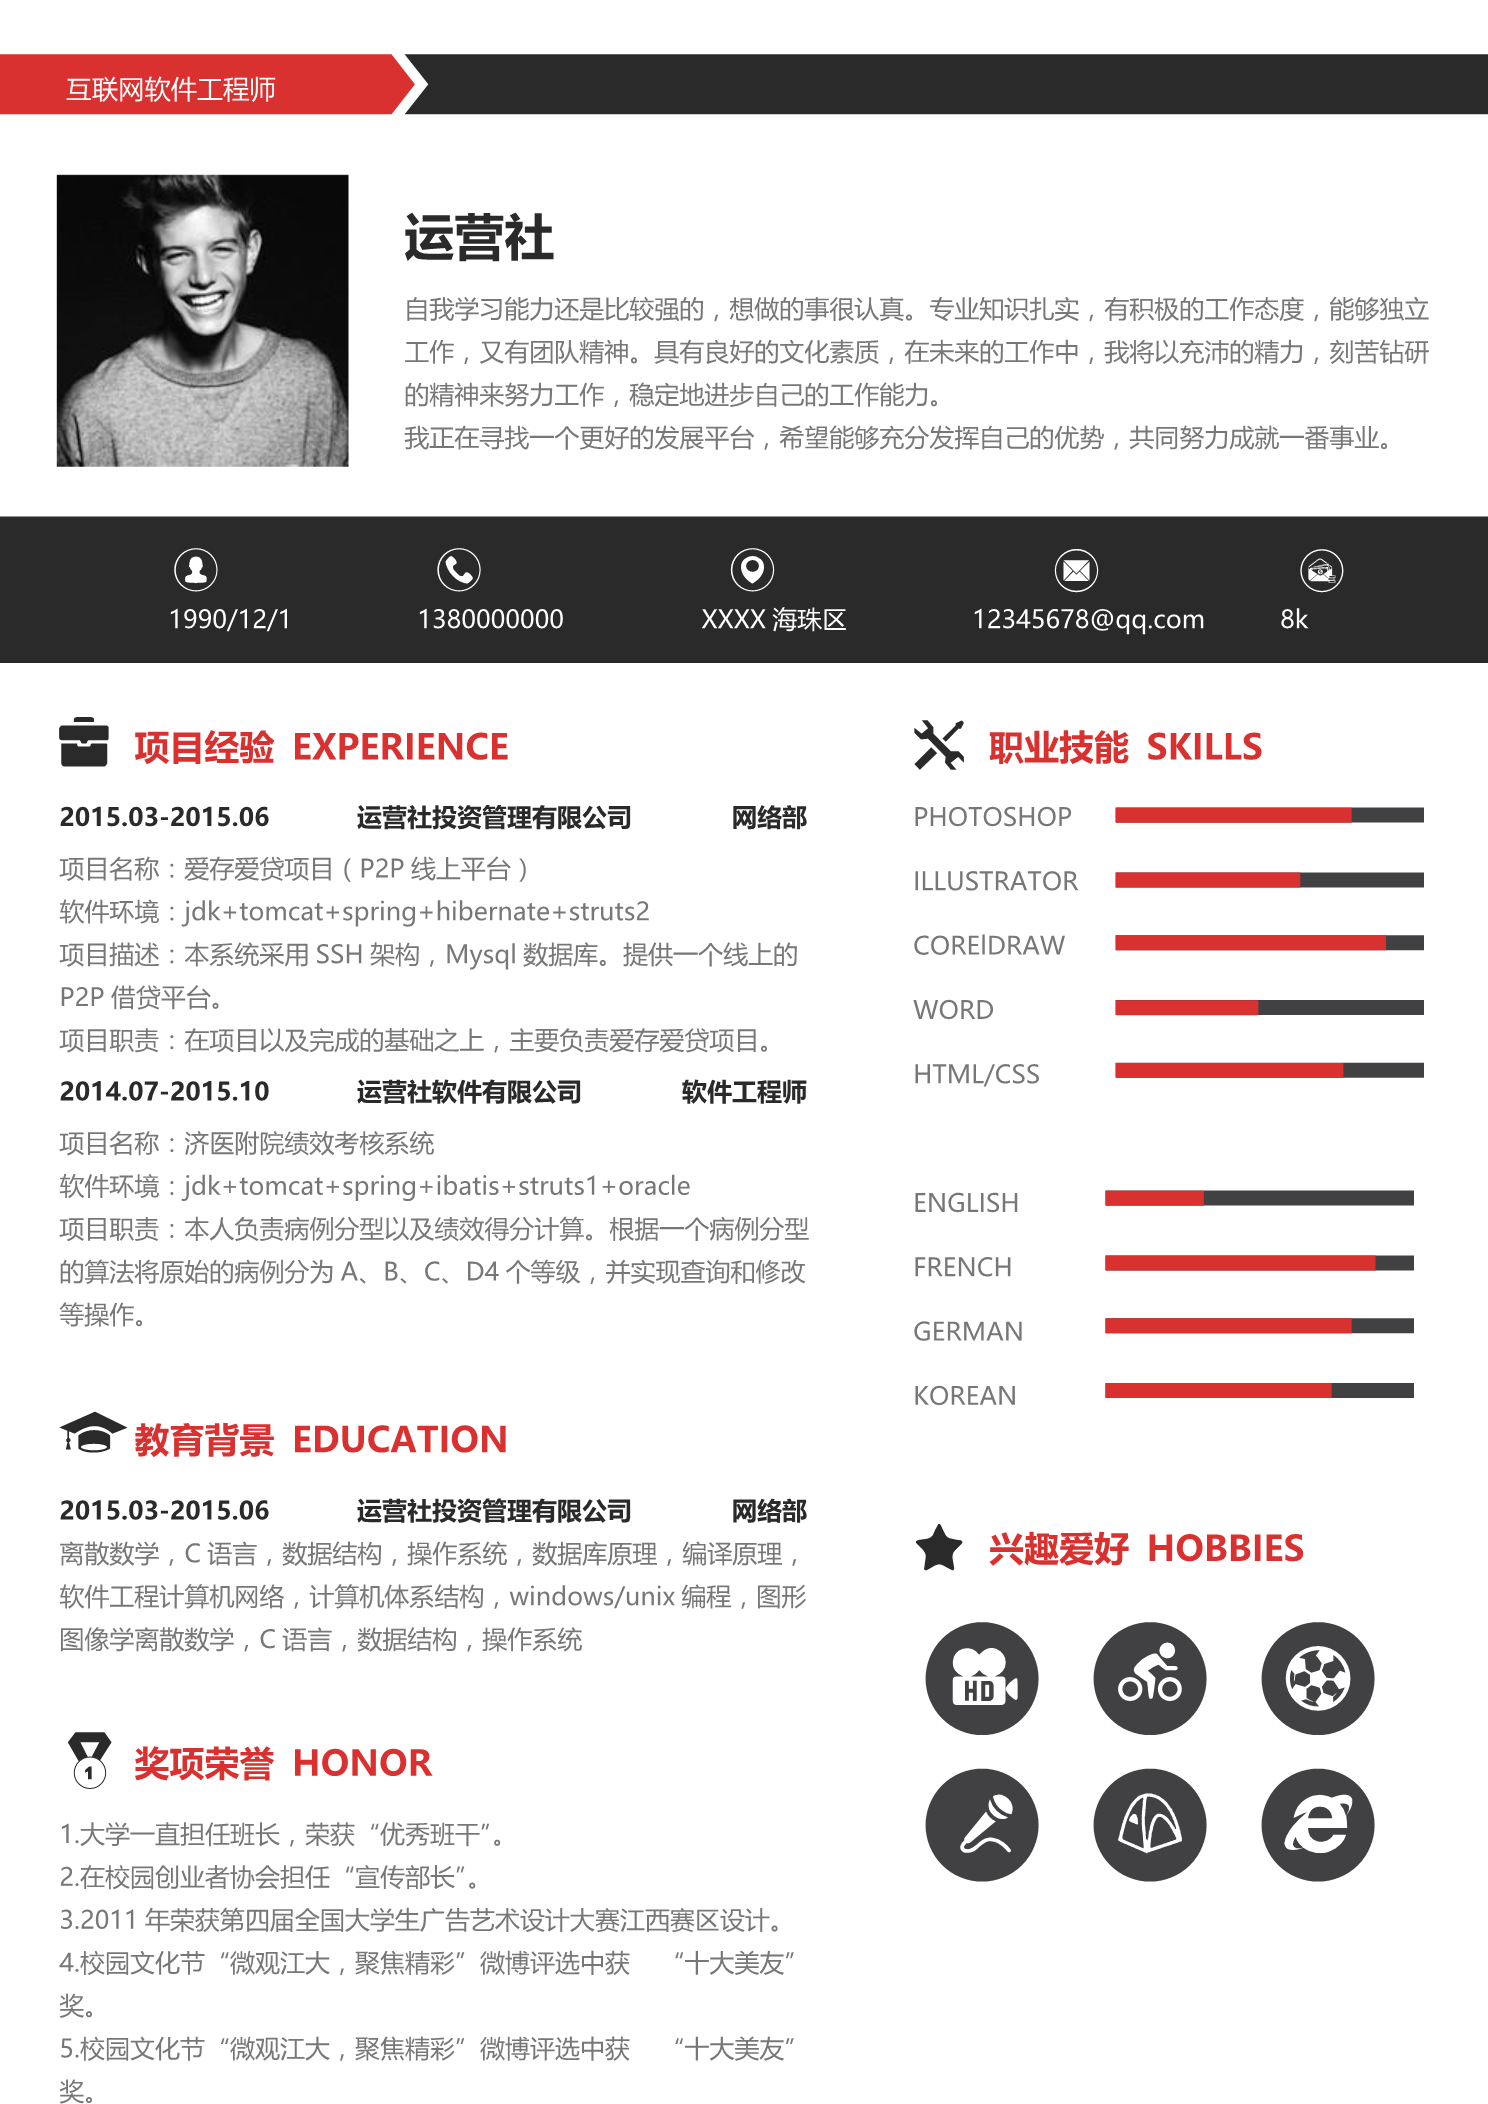 互联网软件工程师
运营社
自我学习能力还是比较强的，想做的事很认真。专业知识扎实，有积极的工作态度，能够独立
工作，又有团队精神。具有良好的文化素质，在未来的工作中，我将以充沛的精力，刻苦钻研
的精神来努力工作，稳定地进步自己的工作能力。
我正在寻找一个更好的发展平台，希望能够充分发挥自己的优势，共同努力成就一番事业。
1990/12/1 1380000000 XXXX 海珠区 12345678@qq.com 8k
项目经验 EXPERIENCE
2015.03-2015.06 运营社投资管理有限公司 网络部
项目名称：爱存爱贷项目（P2P 线上平台）
软件环境：jdk+tomcat+spring+hibernate+struts2
项目描述：本系统采用 SSH 架构，Mysql 数据库。提供一个线上的
P2P 借贷平台。
项目职责：在项目以及完成的基础之上，主要负责爱存爱贷项目。
2014.07-2015.10 运营社软件有限公司 软件工程师
项目名称：济医附院绩效考核系统
软件环境：jdk+tomcat+spring+ibatis+struts1+oracle
项目职责：本人负责病例分型以及绩效得分计算。根据一个病例分型
的算法将原始的病例分为 A、B、C、D4 个等级，并实现查询和修改
等操作。
教育背景 EDUCATION
2015.03-2015.06 运营社投资管理有限公司 网络部
离散数学，C 语言，数据结构，操作系统，数据库原理，编译原理，
软件工程计算机网络，计算机体系结构，windows/unix 编程，图形
图像学离散数学，C 语言，数据结构，操作系统
奖项荣誉 HONOR
1
1.大学一直担任班长，荣获“优秀班干”。
2.在校园创业者协会担任“宣传部长”。
3.2011 年荣获第四届全国大学生广告艺术设计大赛江西赛区设计。
4.校园文化节“微观江大，聚焦精彩”微博评选中获 “十大美友”
奖。
5.校园文化节“微观江大，聚焦精彩”微博评选中获 “十大美友”
奖。
职业技能 SKILLS
PHOTOSHOP
ILLUSTRATOR
COREIDRAW
WORD
HTML/CSS
ENGLISH
FRENCH
GERMAN
KOREAN
兴趣爱好 HOBBIES
HD